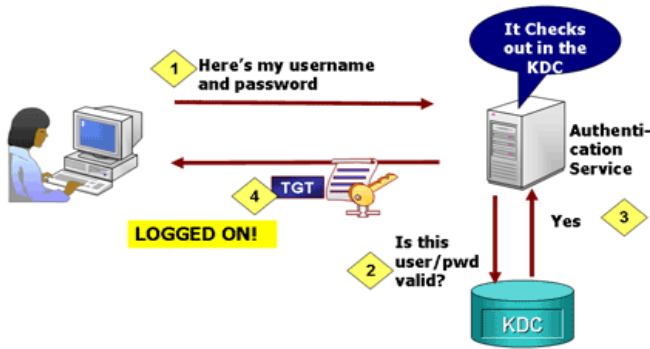 It Checks
out in the
KDC
1
Here's my username
and password
Authenti-
cation
Service
4
TGT
LOGGED ON!
2
Is this
user/pwd
valid?
Yes
3
KDC